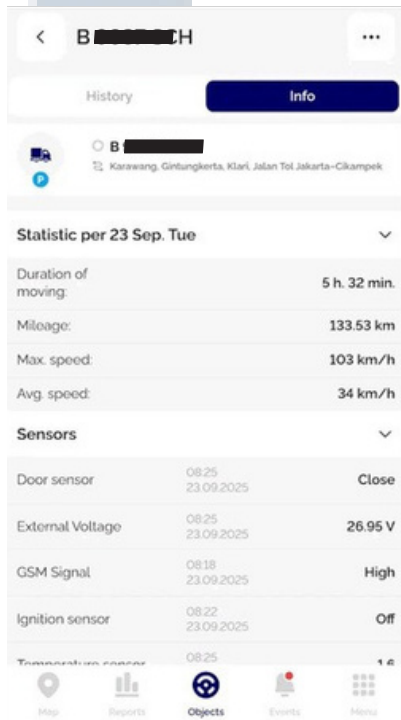 B CH
History
Info
B
P
Karawang, Gintungkerta, Klari, Jalan Tol Jakarta-Cikampek
Statistic per 23 Sep. Tue
Duration of
moving:
5 h. 32 min.
Mileage:
133.53 km
Max. speed:
103 km/h
Avg. speed:
34 km/h
Sensors
Door sensor
08:25
23.09.2025
Close
External Voltage
08:25
23.09.2025
26.95 V
GSM Signal
08:18
23.09.2025
High
Ignition sensor
08:22
23.09.2025
Off
Temperature sensor
08:25
Map
Reports
Objects
Events
Menu